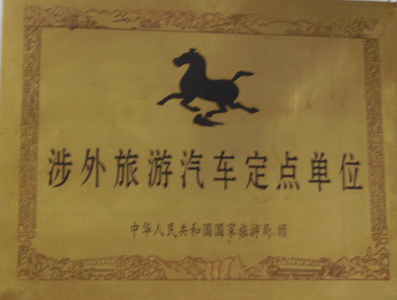 涉外旅游汽车定点单位
中华人民共和国国家旅游局 颁